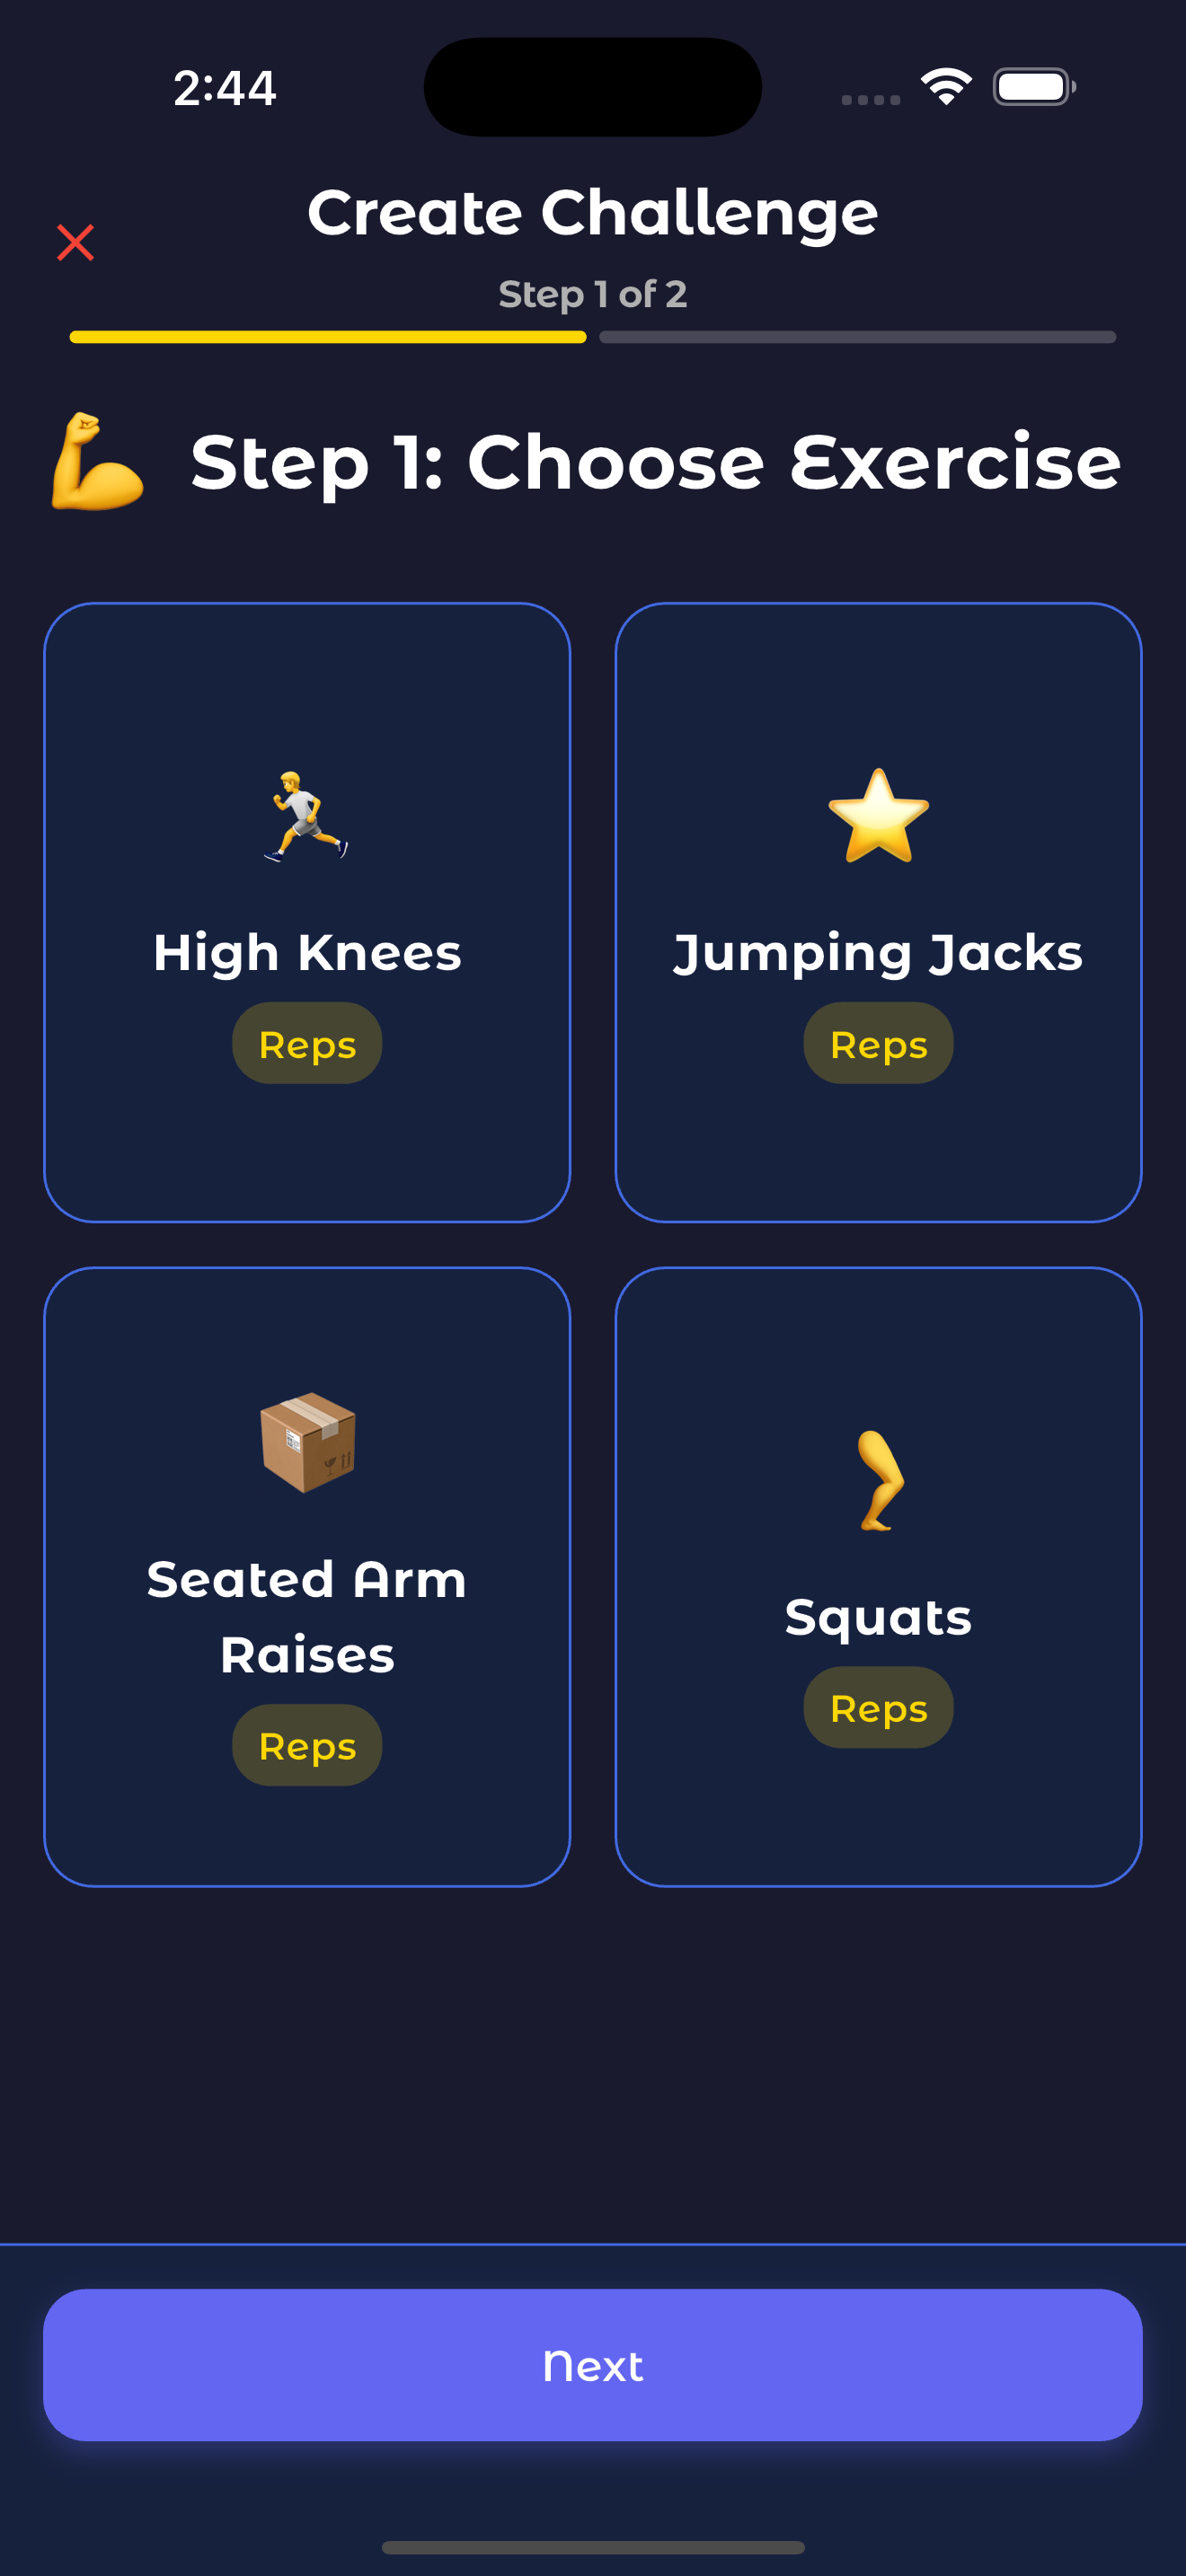 2:44
Create Challenge
Step 1 of 2
Step 1: Choose Exercise
High Knees
Reps
Jumping Jacks
Reps
Seated Arm
Raises
Reps
Squats
Reps
Next